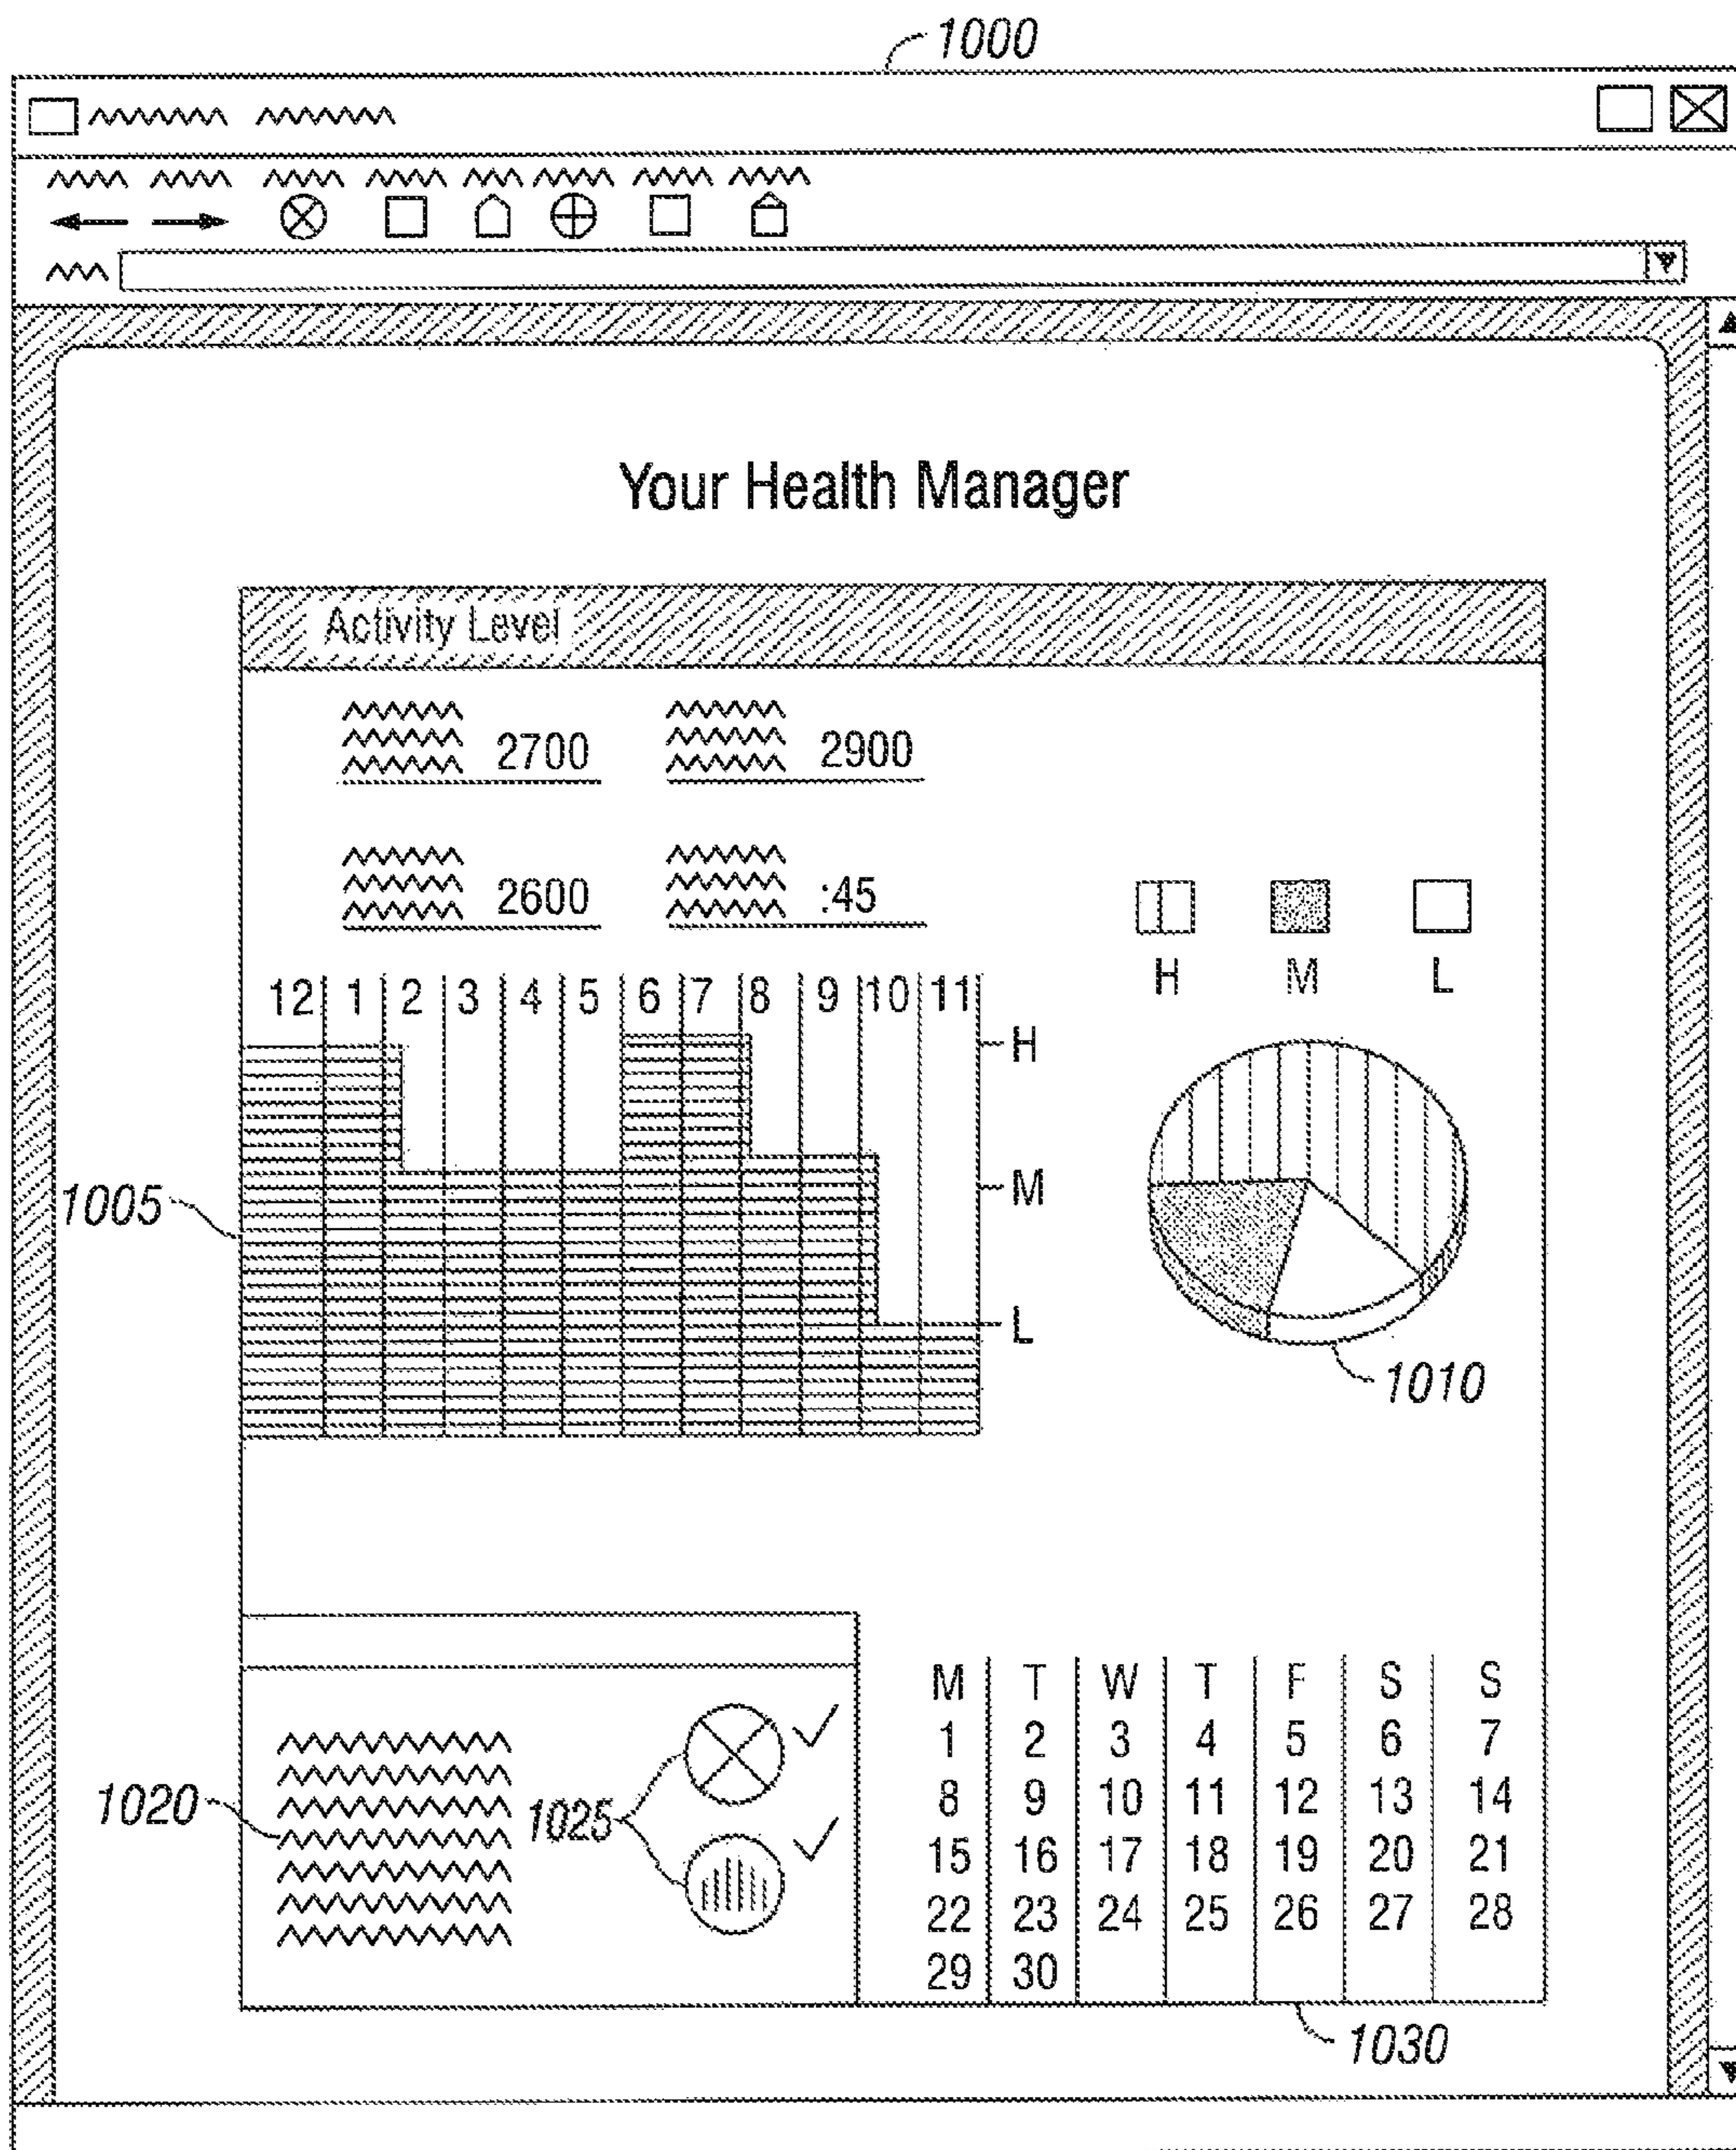 1000
Your Health Manager
Activity Level
2700 2900
2600 :45
H M L
12 1 2 3 4 5 6 7 8 9 10 11
H
M
L
1005
1010
M T W T F S S
1 2 3 4 5 6 7
8 9 10 11 12 13 14
15 16 17 18 19 20 21
22 23 24 25 26 27 28
29 30
1020
1025
1030